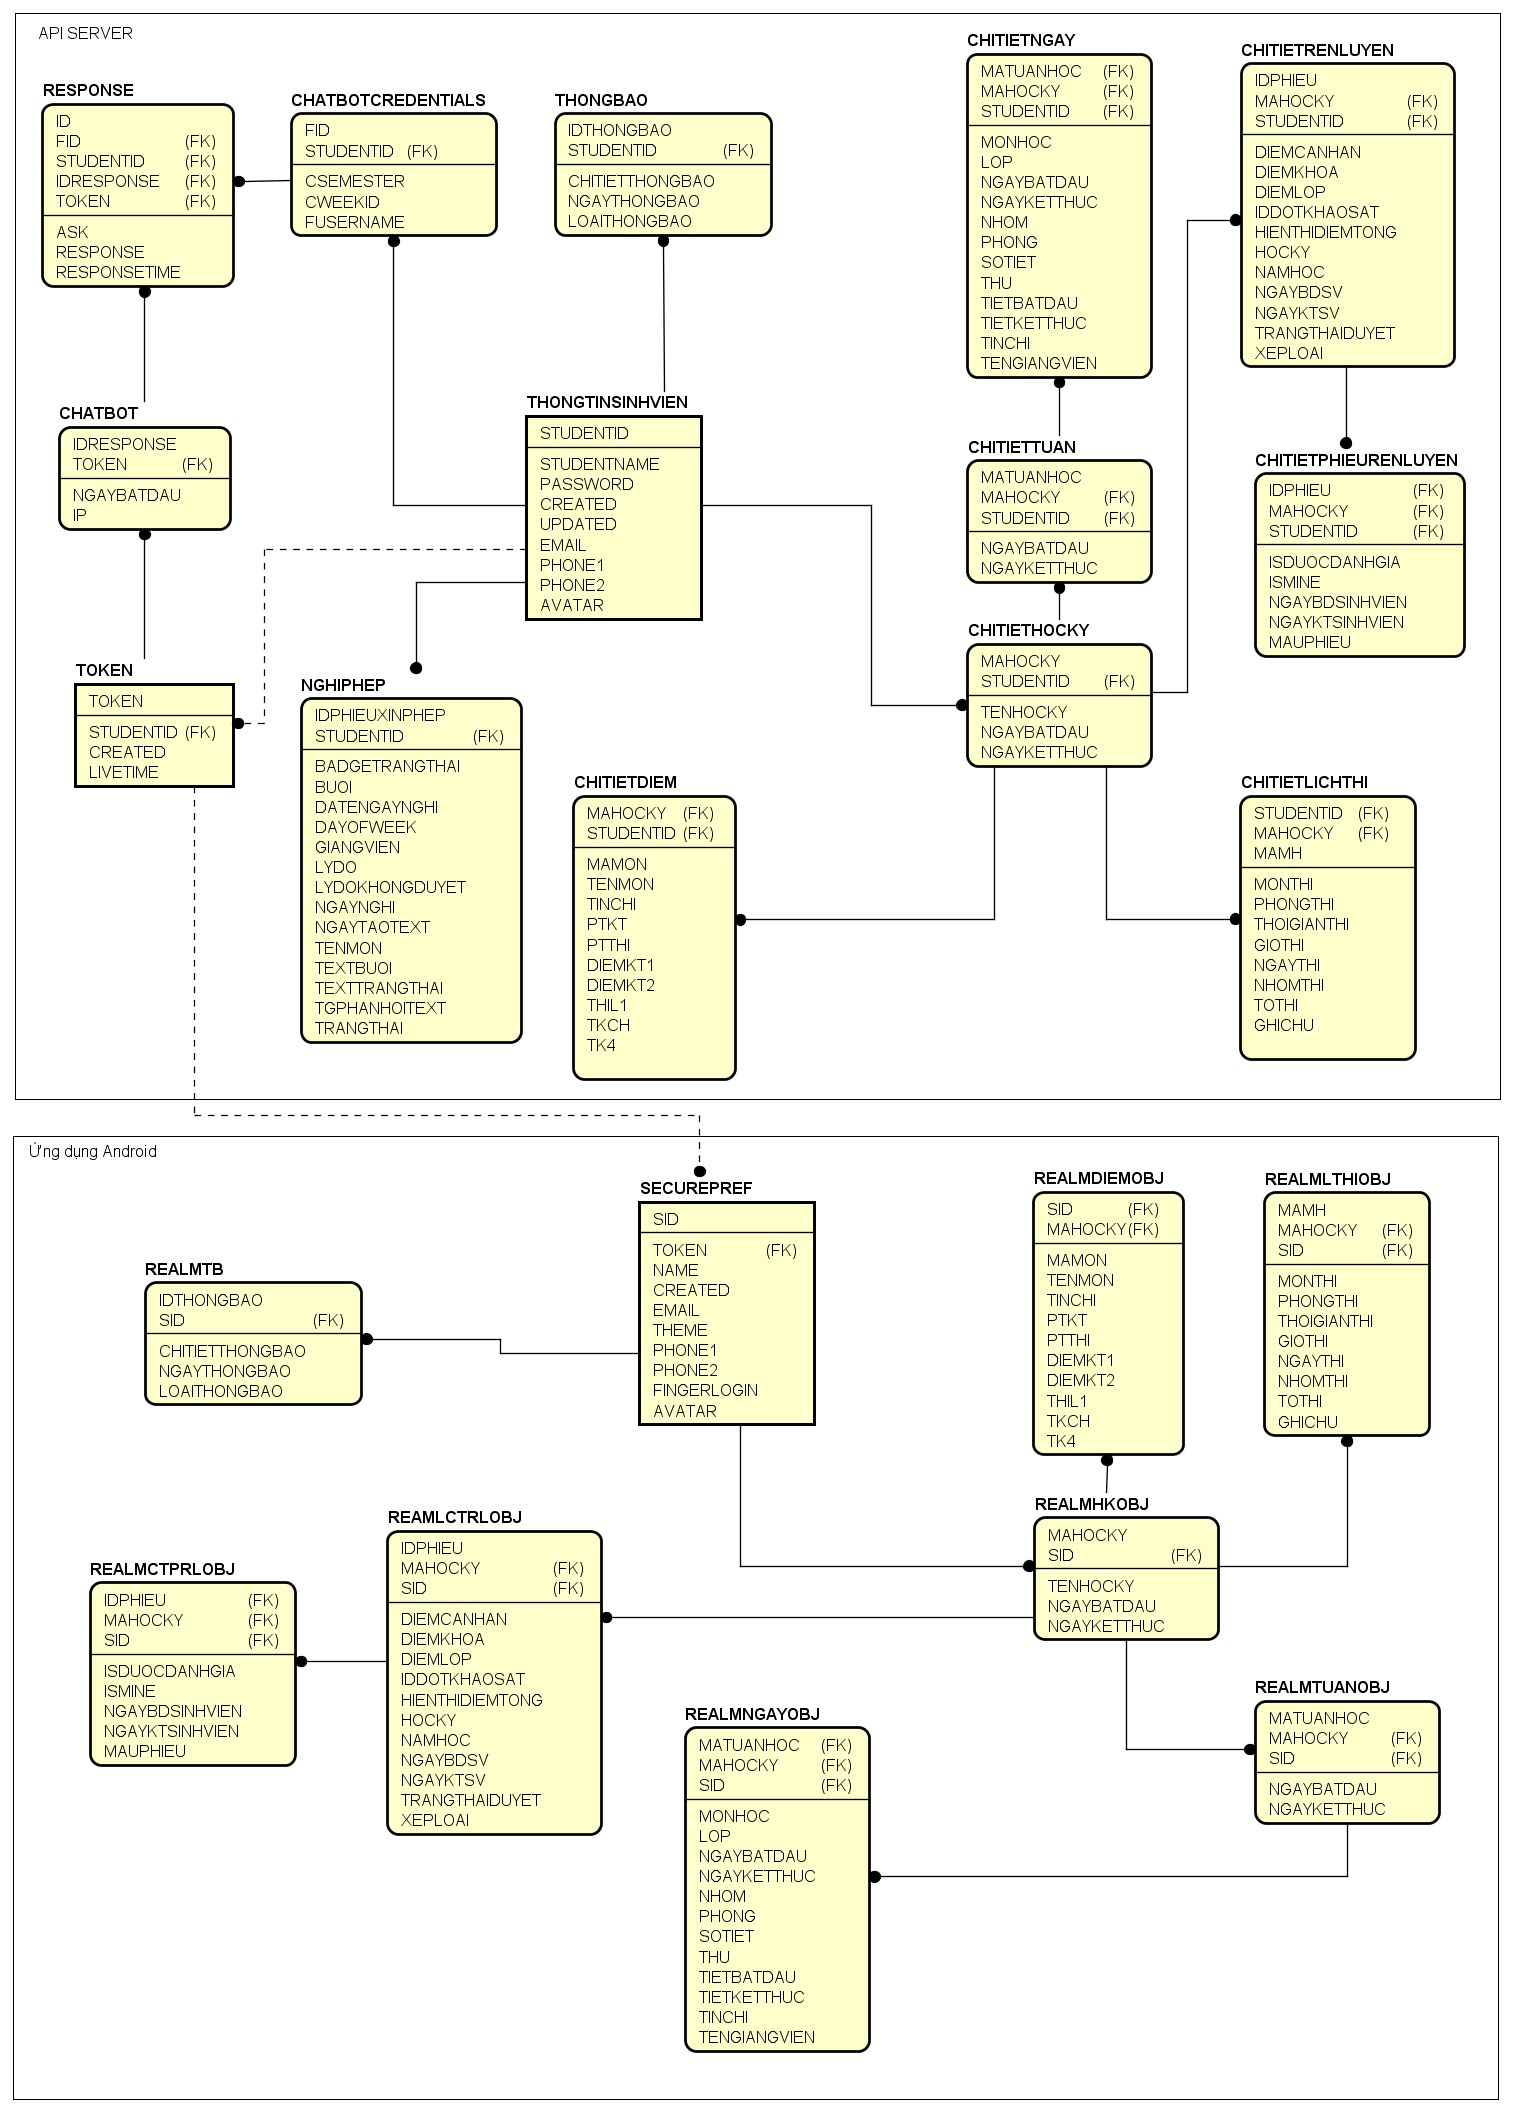 API SERVER
RESPONSE
ID
FID (FK)
STUDENTID (FK)
IDRESPONSE (FK)
TOKEN (FK)
ASK
RESPONSE
RESPONSETIME
CHATBOTCREDENTIALS
FID
STUDENTID (FK)
CSEMESTER
CWEEKID
FUSERNAME
THONGBAO
IDTHONGBAO
STUDENTID (FK)
CHITIETTHONGBAO
NGAYTHONGBAO
LOAITHONGBAO
CHITIETNGAY
MATUANHOC (FK)
MAHOCKY (FK)
STUDENTID (FK)
MONHOC
LOP
NGAYBATDAU
NGAYKETTHUC
NHOM
PHONG
SOTIET
THU
TIETBATDAU
TIETKETTHUC
TINCHI
TENGIANGVIEN
CHITIETRENLUYEN
IDPHIEU
MAHOCKY (FK)
STUDENTID (FK)
DIEMCANHAN
DIEMKHOA
DIEMLOP
IDDOTKHAOSAT
HIENTHIDIEMTONG
HOCKY
NAMHOC
NGAYBDSV
NGAYKTSV
TRANGTHAIDUYET
XEPLOAI
CHATBOT
IDRESPONSE
TOKEN (FK)
NGAYBATDAU
IP
THONGTINSINHVIEN
STUDENTID
STUDENTNAME
PASSWORD
CREATED
UPDATED
EMAIL
PHONE1
PHONE2
AVATAR
CHITIETTUAN
MATUANHOC
MAHOCKY (FK)
STUDENTID (FK)
NGAYBATDAU
NGAYKETTHUC
CHITIETPHIEURENLUYEN
IDPHIEU (FK)
MAHOCKY (FK)
STUDENTID (FK)
ISDUOCDANHGIA
ISMINE
NGAYBDSINHVIEN
NGAYKTSINHVIEN
MAUPHIEU
TOKEN
TOKEN
STUDENTID (FK)
CREATED
LIVETIME
NGHIPHEP
IDPHIEUXINPHEP
STUDENTID (FK)
BADGETRANGTHAI
BUOI
DATENGAYNGHI
DAYOFWEEK
GIANGVIEN
LYDO
LYDOKHONGDUYET
NGAYNGHI
NGAYTAOTEXT
TENMON
TEXTBUOI
TEXTTRANGTHAI
TGPHANHOITEXT
TRANGTHAI
CHITIETHOCKY
MAHOCKY
STUDENTID (FK)
TENHOCKY
NGAYBATDAU
NGAYKETTHUC
CHITIETDIEM
MAHOCKY (FK)
STUDENTID (FK)
MAMON
TENMON
TINCHI
PTKT
PTTHI
DIEMKT1
DIEMKT2
THIL1
TKCH
TK4
CHITIETLICHTHI
STUDENTID (FK)
MAHOCKY (FK)
MAMH
MONTHI
PHONGTHI
THOIGIANTHI
GIOTHI
NGAYTHI
NHOMTHI
TOTHI
GHICHU
Ứng dụng Android
SECUREPREF
SID
TOKEN (FK)
NAME
CREATED
EMAIL
THEME
PHONE1
PHONE2
FINGERLOGIN
AVATAR
REALMDIEMOBJ
SID (FK)
MAHOCKY (FK)
MAMON
TENMON
TINCHI
PTKT
PTTHI
DIEMKT1
DIEMKT2
THIL1
TKCH
TK4
REALMLTHIOBJ
MAMH
MAHOCKY (FK)
SID (FK)
MONTHI
PHONGTHI
THOIGIANTHI
GIOTHI
NGAYTHI
NHOMTHI
TOTHI
GHICHU
REALMTB
IDTHONGBAO
SID (FK)
CHITIETTHONGBAO
NGAYTHONGBAO
LOAITHONGBAO
REALMHKOBJ
MAHOCKY
SID (FK)
TENHOCKY
NGAYBATDAU
NGAYKETTHUC
REAMLCTRLOBJ
IDPHIEU
MAHOCKY (FK)
SID (FK)
DIEMCANHAN
DIEMKHOA
DIEMLOP
IDDOTKHAOSAT
HIENTHIDIEMTONG
HOCKY
NAMHOC
NGAYBDSV
NGAYKTSV
TRANGTHAIDUYET
XEPLOAI
REALMCTPRLOBJ
IDPHIEU (FK)
MAHOCKY (FK)
SID (FK)
ISDUOCDANHGIA
ISMINE
NGAYBDSINHVIEN
NGAYKTSINHVIEN
MAUPHIEU
REALMTUANOBJ
MATUANHOC
MAHOCKY (FK)
SID (FK)
NGAYBATDAU
NGAYKETTHUC
REALMNGAYOBJ
MATUANHOC (FK)
MAHOCKY (FK)
SID (FK)
MONHOC
LOP
NGAYBATDAU
NGAYKETTHUC
NHOM
PHONG
SOTIET
THU
TIETBATDAU
TIETKETTHUC
TINCHI
TENGIANGVIEN